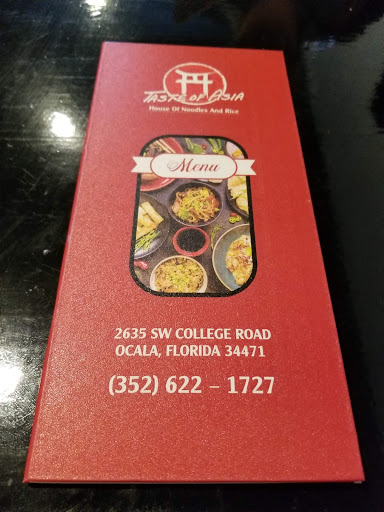 TASTE OF ASIA
House Of Noodles And Rice
Menu
2635 SW COLLEGE ROAD
OCALA, FLORIDA 34471
(352) 622 – 1727